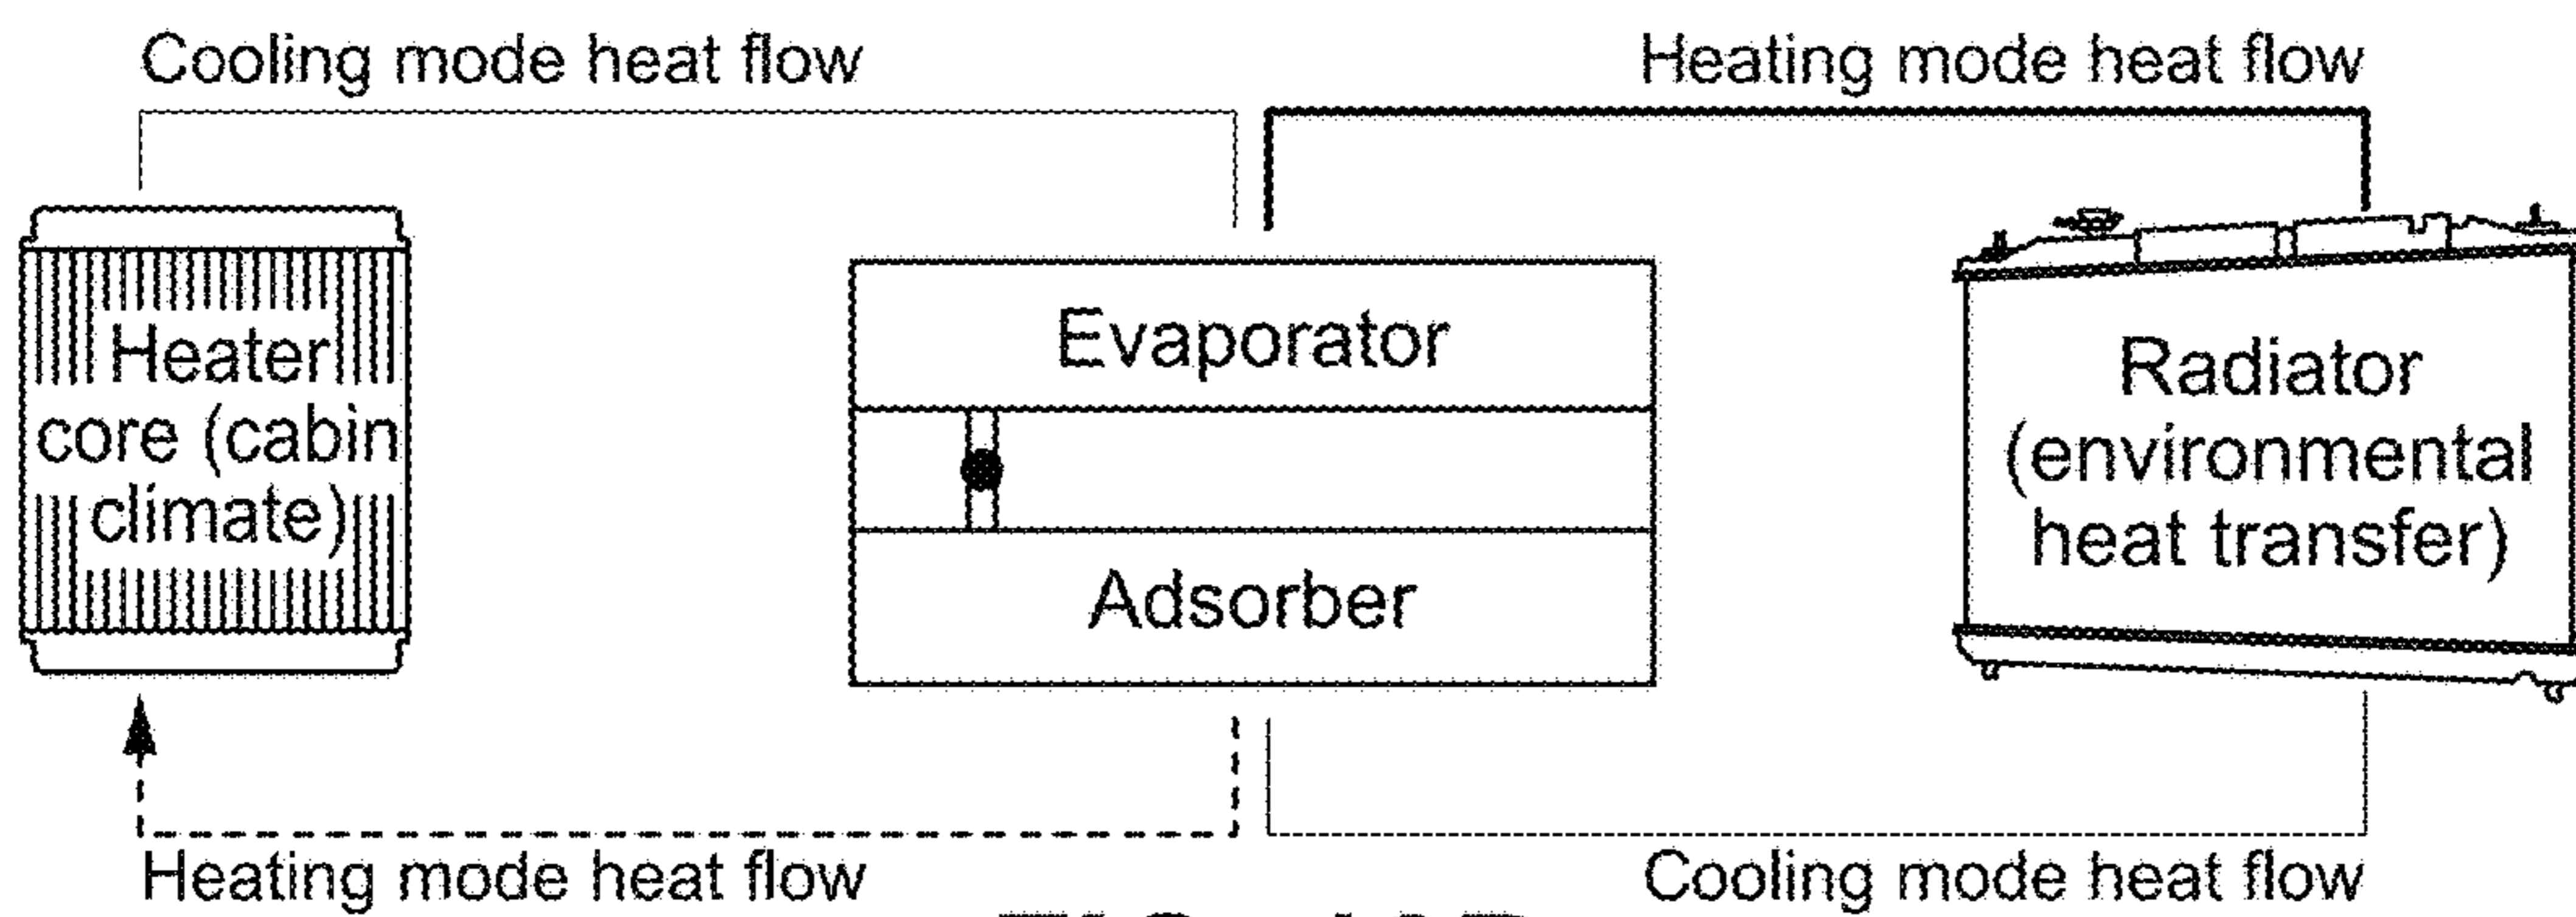 Cooling mode heat flow
Heating mode heat flow
Heater
core (cabin
climate)
Evaporator
Adsorber
Radiator
(environmental
heat transfer)
Heating mode heat flow
Cooling mode heat flow